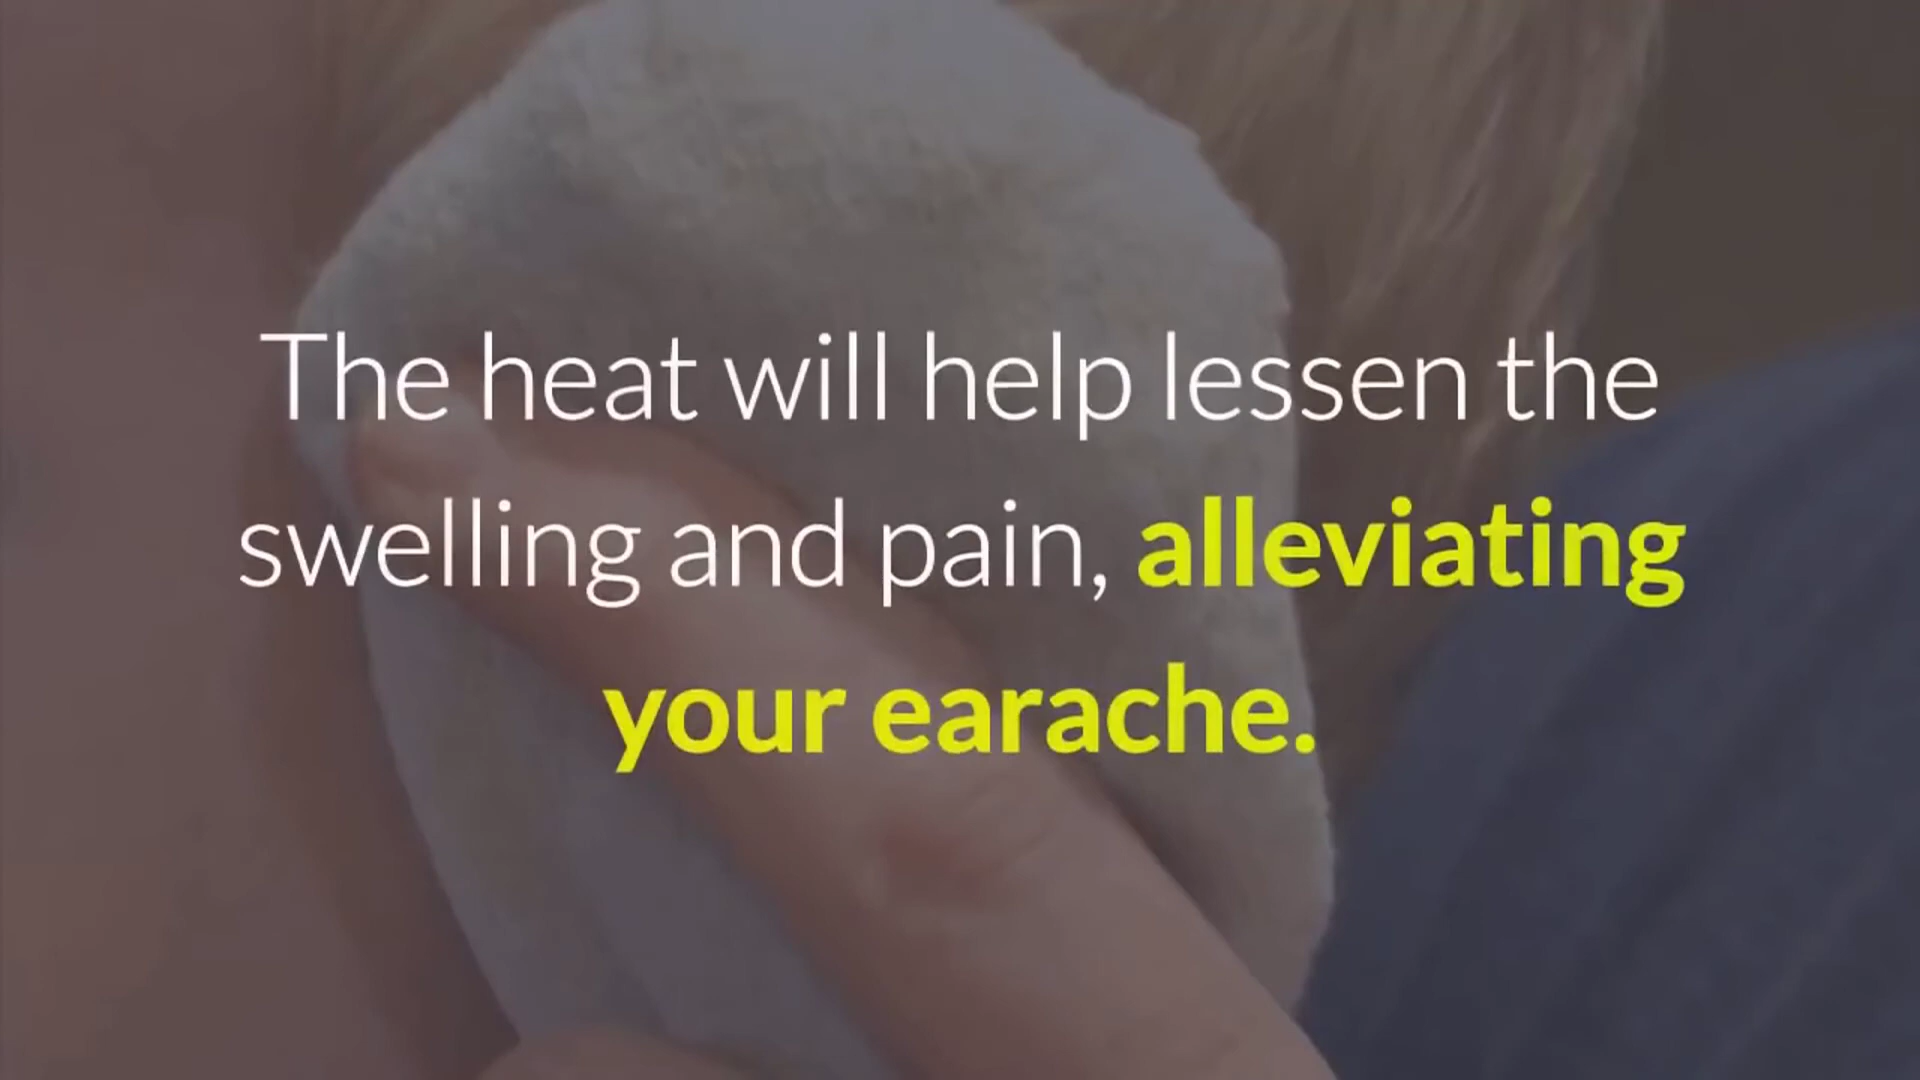 The heat will help lessen the
swelling and pain, alleviating
your earache.